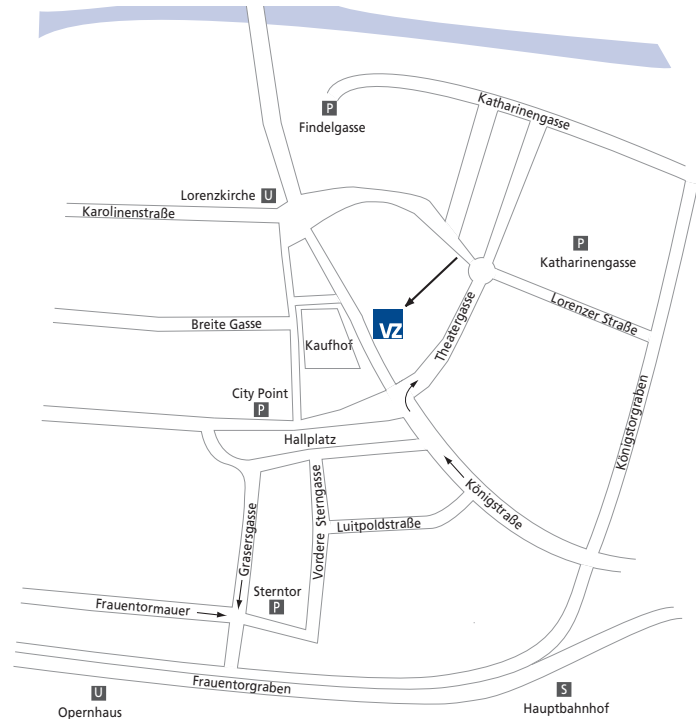 Katharinengasse
P
Findelgasse
Lorenzkirche U
Karolinenstraße
P
Katharinengasse
Lorenzer Straße
Theatergasse
vz
Breite Gasse
Kaufhof
City Point
P
Hallplatz
Königstorgraben
Königstraße
Vordere Sterngasse
Luitpoldstraße
Grasersgasse
Sterntor
P
Frauentormauer
Frauentorgraben
U
Opernhaus
S
Hauptbahnhof